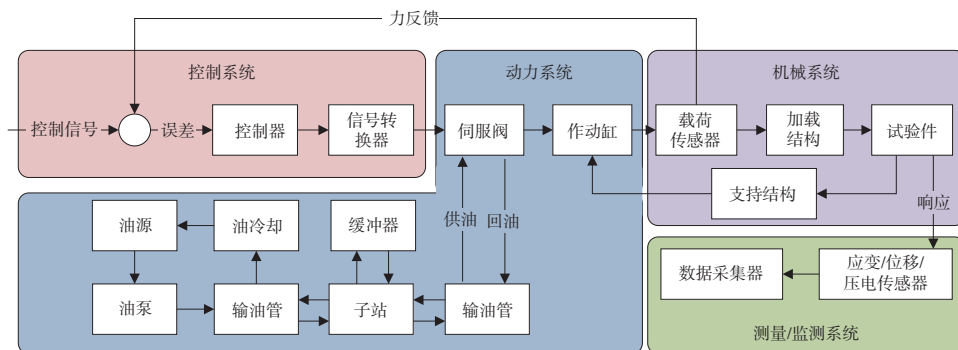 力反馈
控制系统
动力系统
机械系统
控制信号
误差
控制器
信号转
换器
伺服阀
作动缸
载荷
传感器
加载
结构
试验件
支持结构
响应
供油
回油
油源
油冷却
缓冲器
油泵
输油管
子站
输油管
数据采集器
应变/位移/
压电传感器
测量/监测系统